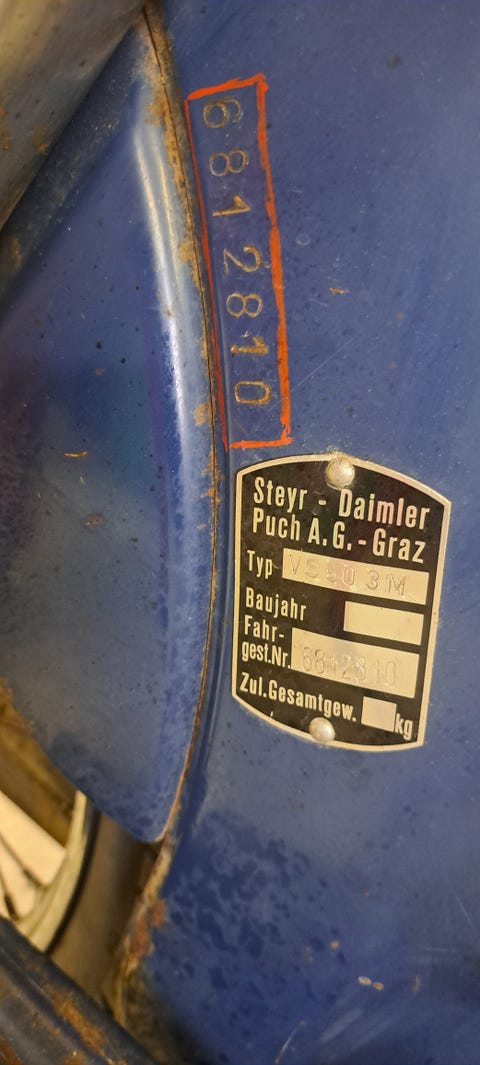 6812810
Steyr - Daimler
Puch A.G. - Graz
Typ VS 50 3M
Baujahr
Fahr-
gest.Nr. 6812810
Zul.Gesamtgew. kg